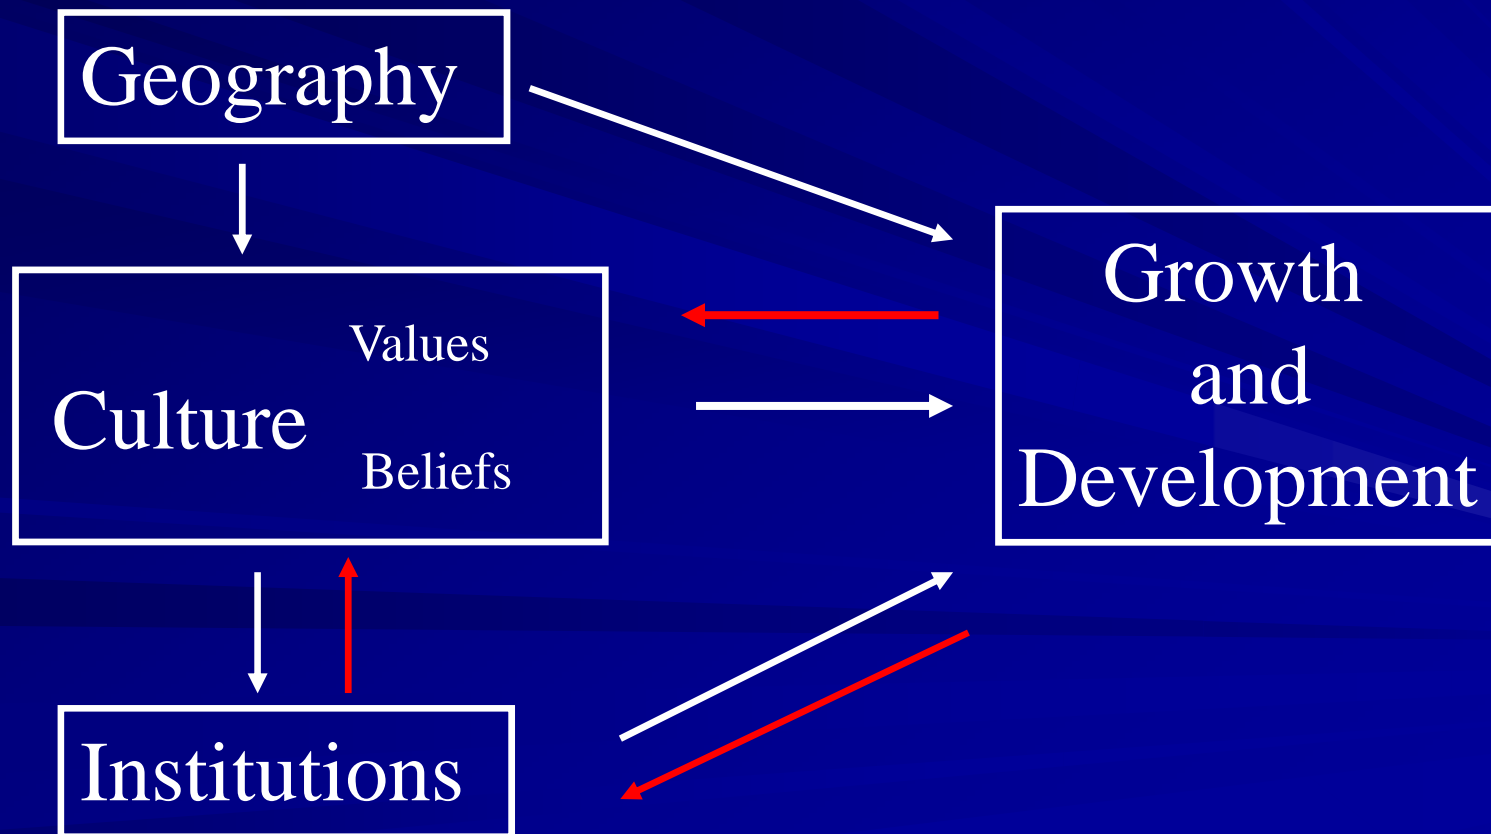 Geography
Values
Culture
Beliefs
Institutions
Growth
and
Development